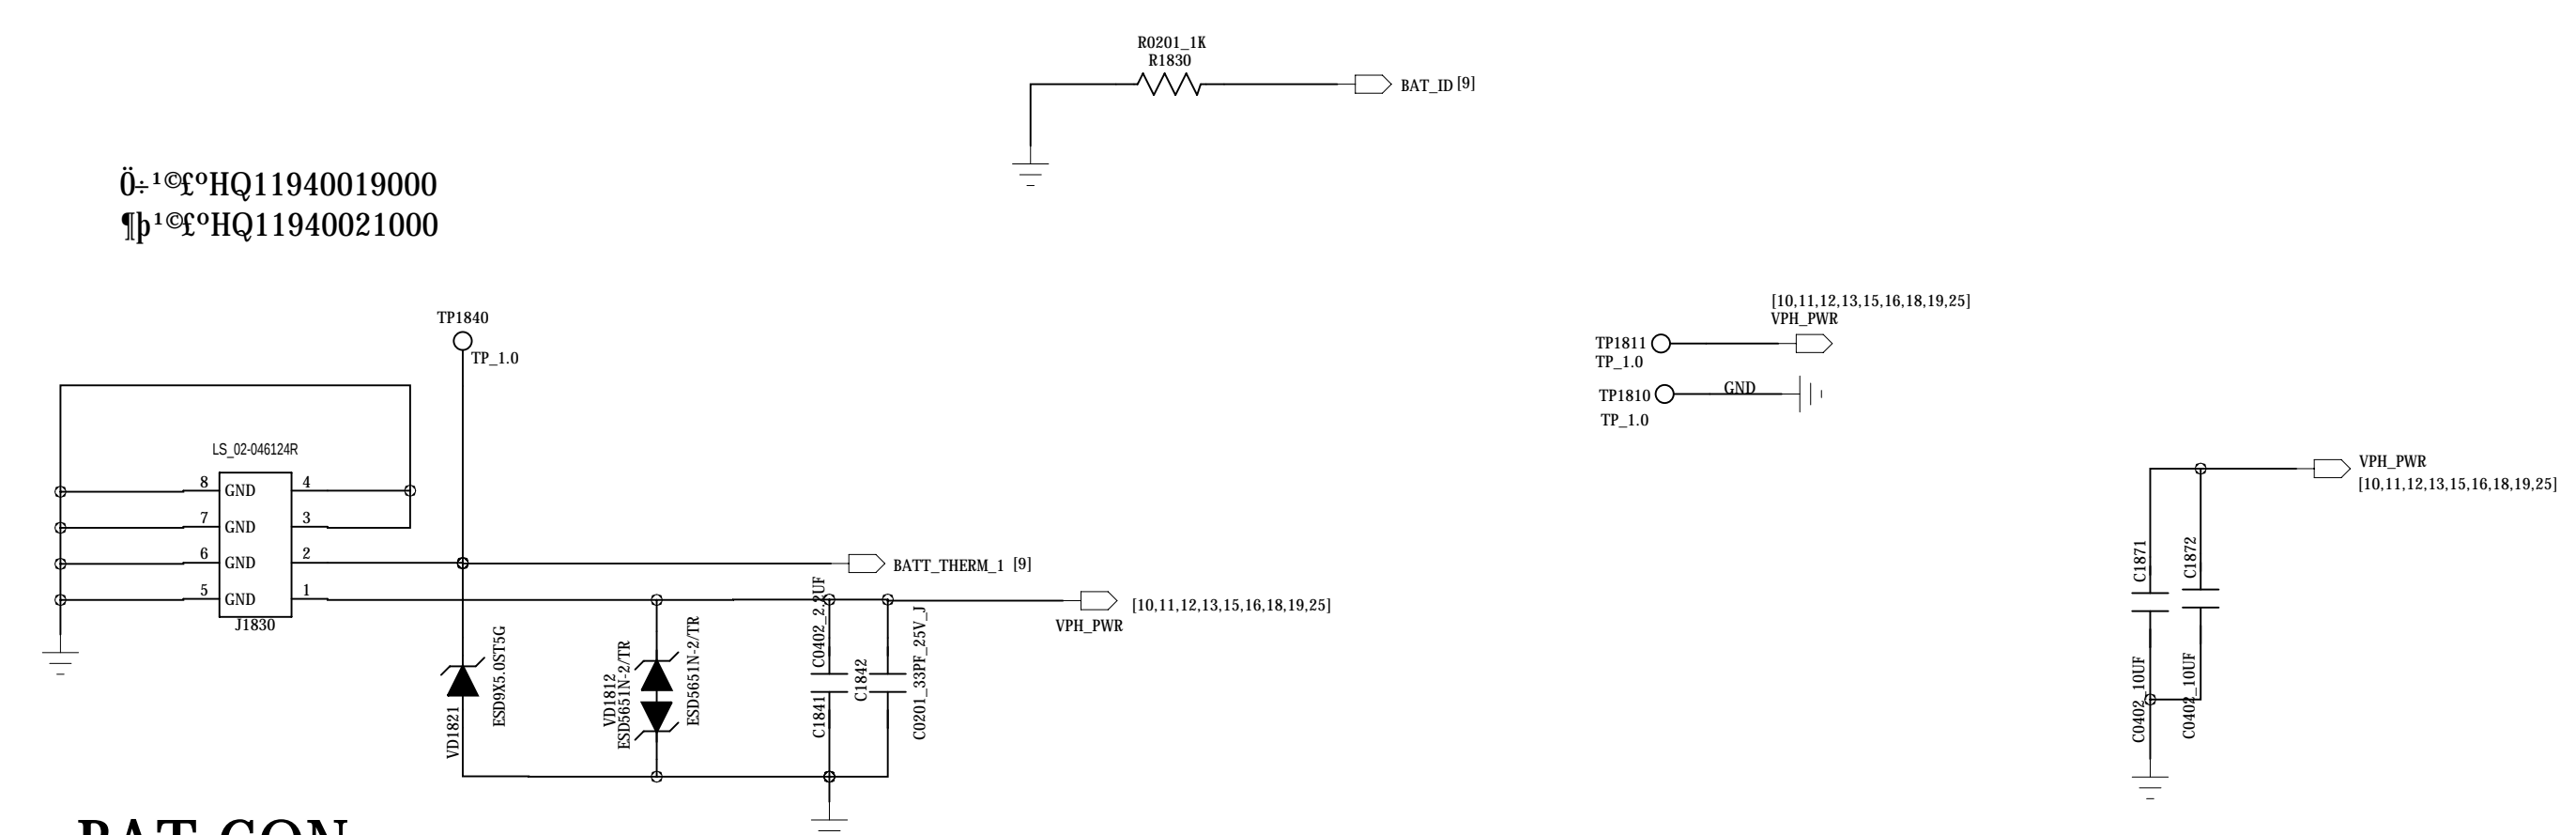 R0201_1K
R1830
BAT_ID [9]
Ö÷¹©£ºHQ11940019000
¶þ¹©£ºHQ11940021000
TP1840
TP_1.0
[10,11,12,13,15,16,18,19,25]
VPH_PWR
TP1811
TP_1.0
TP1810
GND
TP_1.0
LS_02-046124R
8 GND 4
7 GND 3
6 GND 2
5 GND 1
J1830
BATT_THERM_1 [9]
[10,11,12,13,15,16,18,19,25]
VPH_PWR
VD1821
ESD9X5.0ST5G
VD1812
ESD5651N-2/TR
ESD5651N-2/TR
C1841
C0402_2.2UF
C1842
C0201_33PF_25V_J
VPH_PWR
[10,11,12,13,15,16,18,19,25]
C1871
C1872
C0402_10UF
C0402_10UF
BAT CON